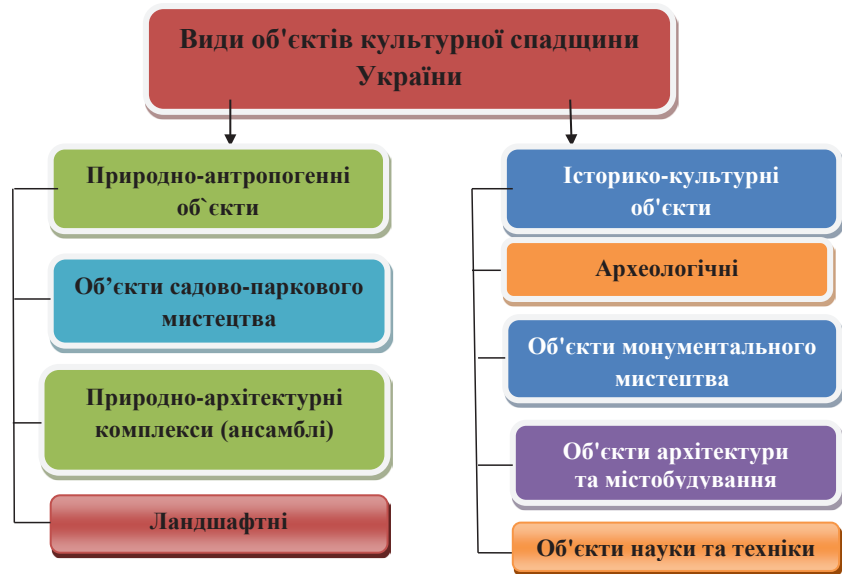 Види об'єктів культурної спадщини
України
Природно-антропогенні
об`єкти
Об’єкти садово-паркового
мистецтва
Природно-архітектурні
комплекси (ансамблі)
Ландшафтні
Історико-культурні
об'єкти
Археологічні
Об'єкти монументального
мистецтва
Об'єкти архітектури
та містобудування
Об'єкти науки та техніки